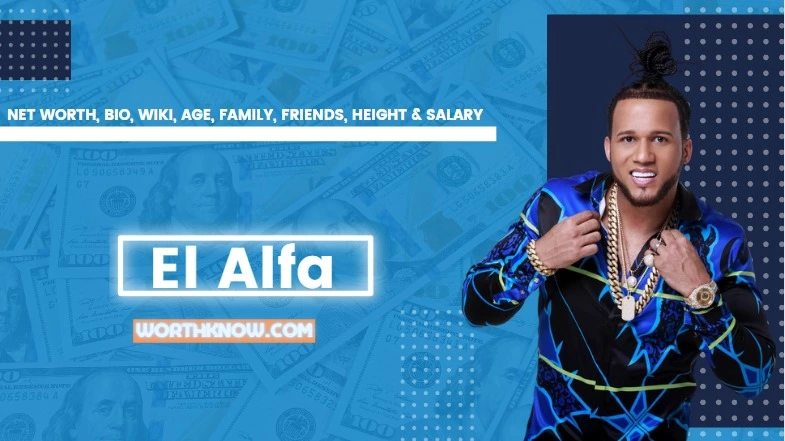 NET WORTH, BIO, WIKI, AGE, FAMILY, FRIENDS, HEIGHT & SALARY
El Alfa
WORTHKNOW.COM